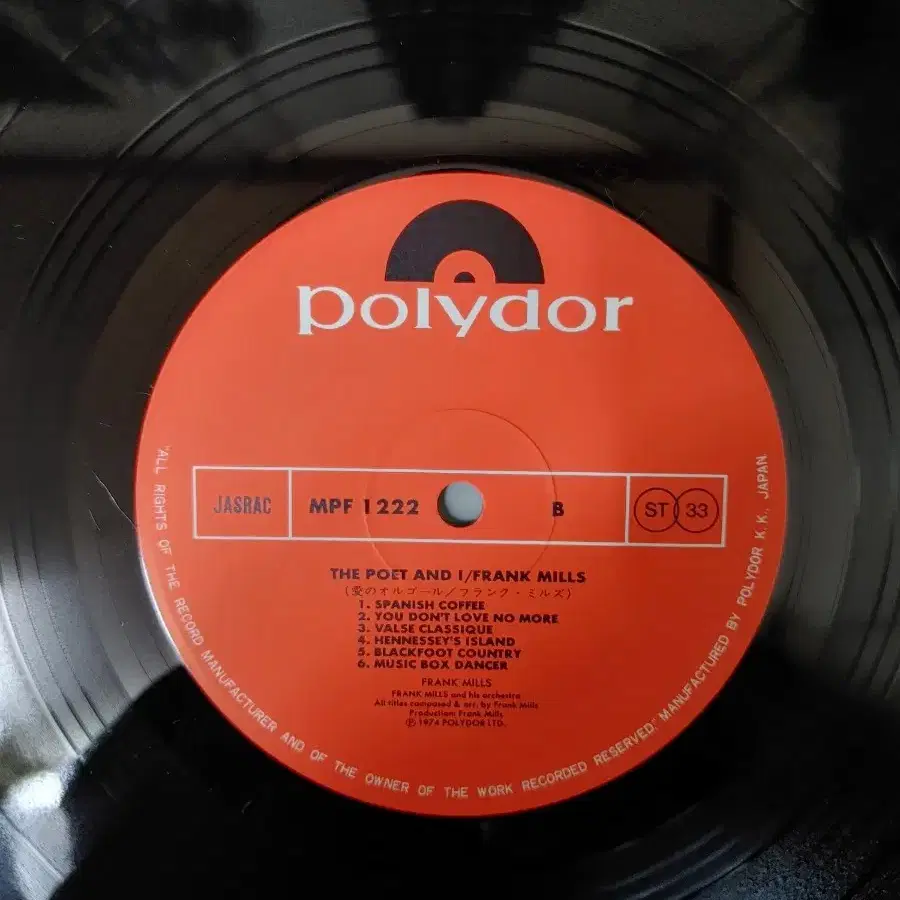 polydor
JASRAC MPF 1222 B ST 33
THE POET AND I/FRANK MILLS
(愛のオルゴール/フランク・ミルズ)
1. SPANISH COFFEE
2. YOU DON'T LOVE NO MORE
3. VALSE CLASSIQUE
4. HENNESSEY'S ISLAND
5. BLACKFOOT COUNTRY
6. MUSIC BOX DANCER
FRANK MILLS
FRANK MILLS and his orchestra
All titles composed & arr. by Frank Mills
Production: Frank Mills
℗ 1974 POLYDOR LTD.
"ALL RIGHTS OF THE RECORD MANUFACTURER AND OF THE OWNER OF THE WORK RECORDED RESERVED." MANUFACTURED BY POLYDOR K.K., JAPAN